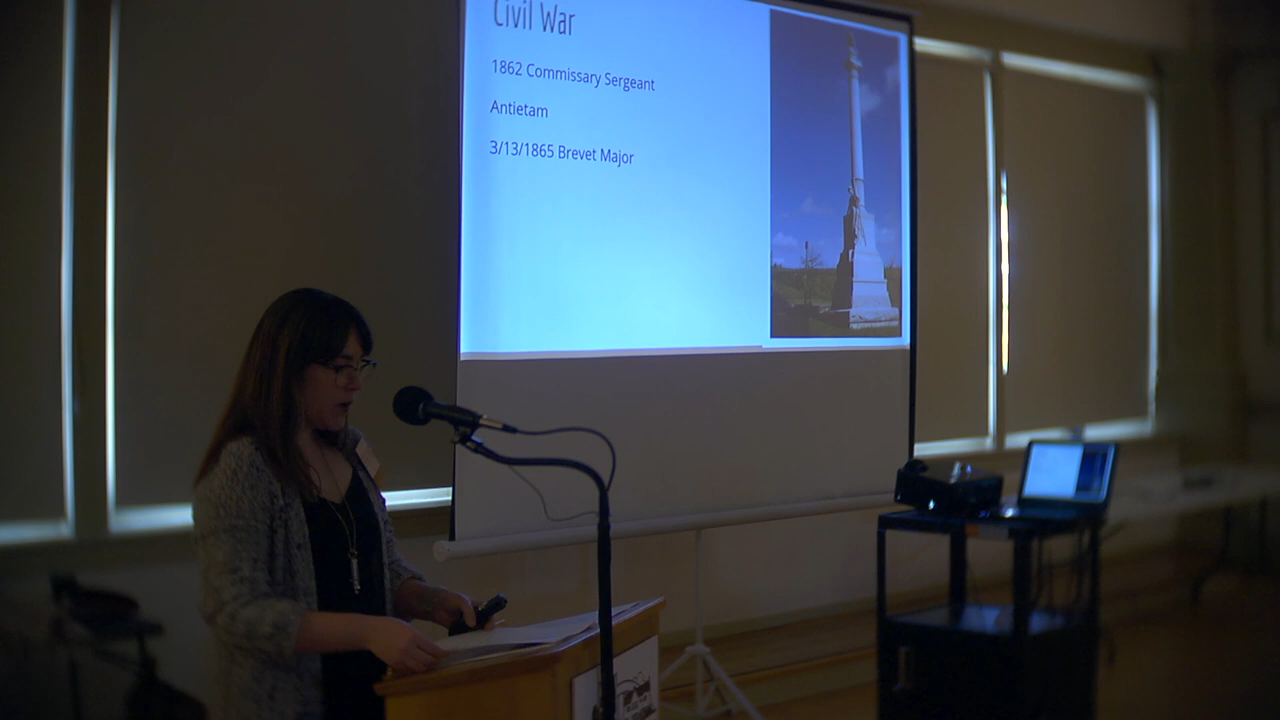 Civil War
1862 Commissary Sergeant
Antietam
3/13/1865 Brevet Major